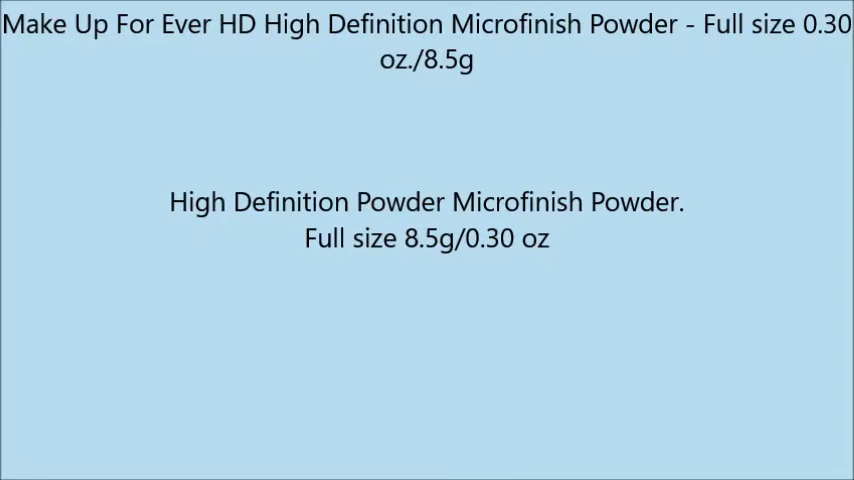 Make Up For Ever HD High Definition Microfinish Powder - Full size 0.30
oz./8.5g
High Definition Powder Microfinish Powder.
Full size 8.5g/0.30 oz